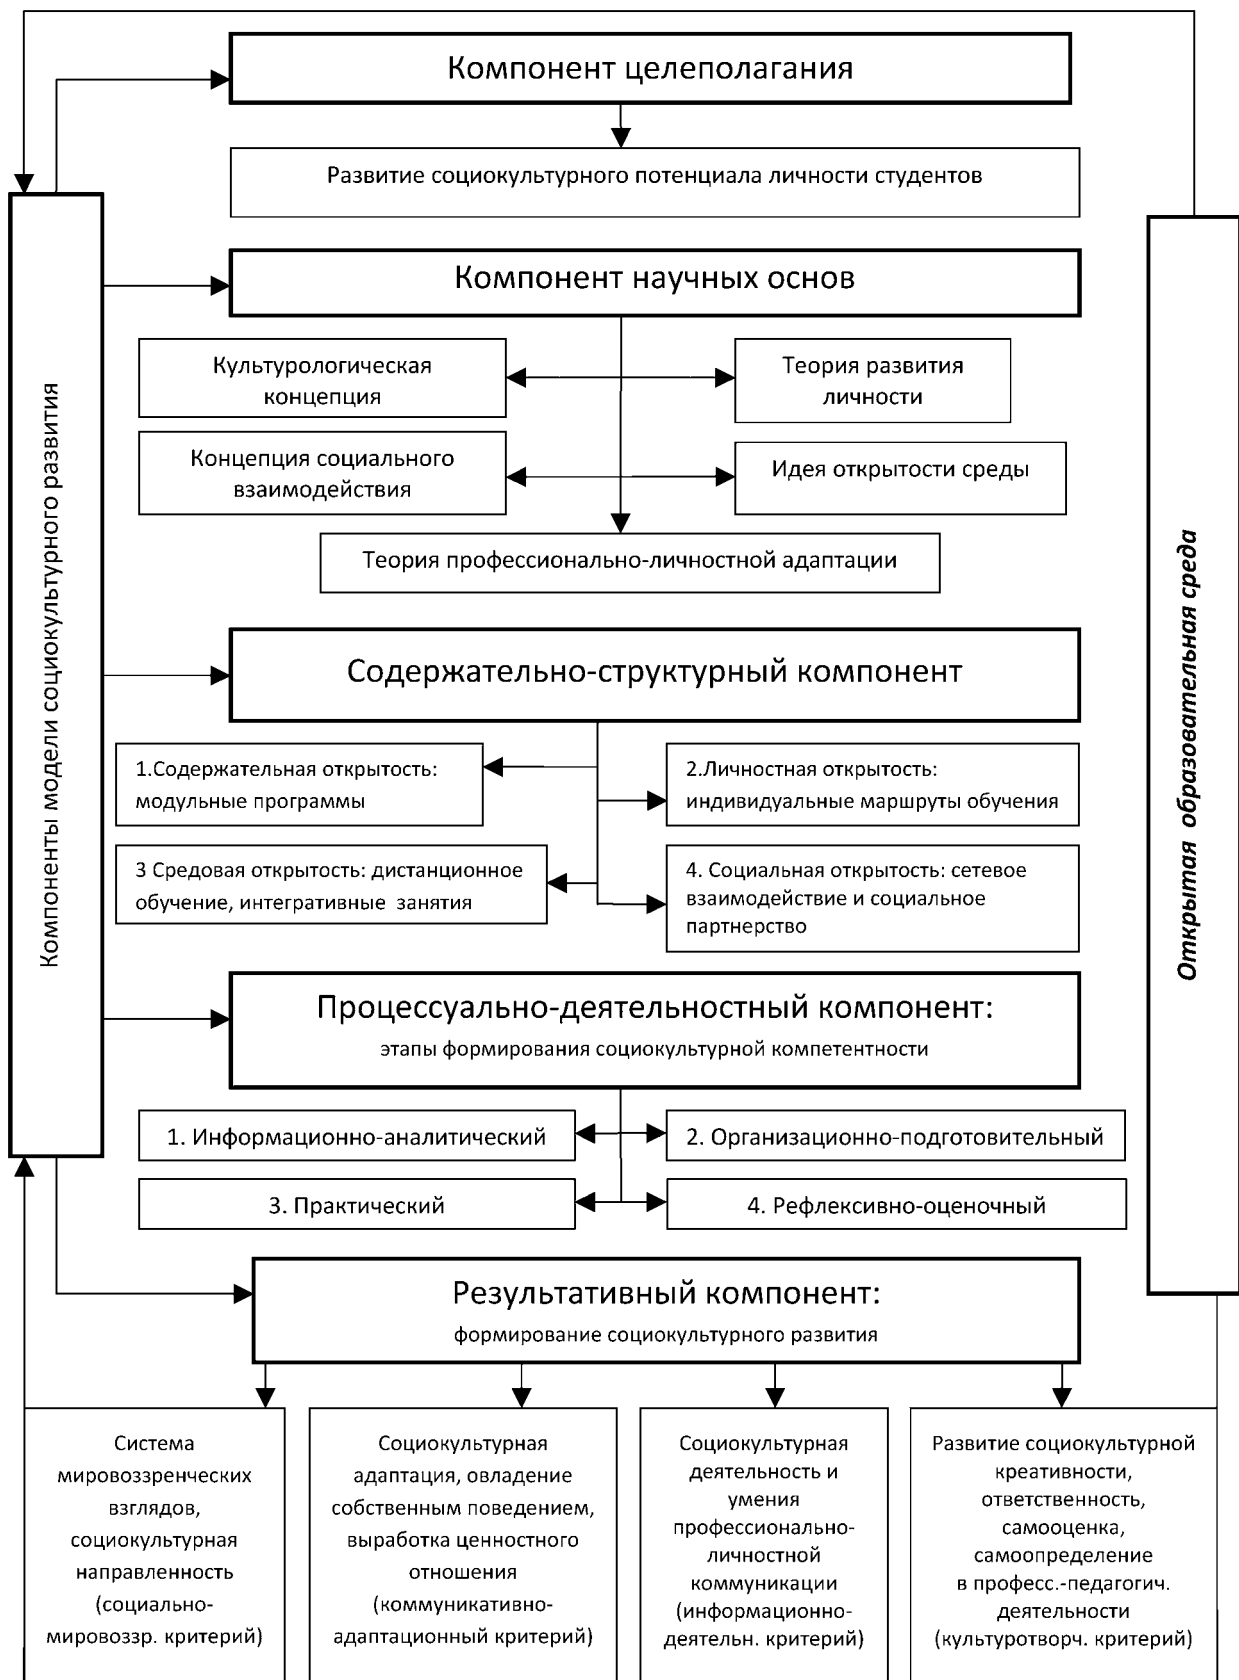 Компонент целеполагания
Развитие социокультурного потенциала личности студентов
Компоненты модели социокультурного развития
Открытая образовательная среда
Компонент научных основ
Культурологическая
концепция
Теория развития
личности
Концепция социального
взаимодействия
Идея открытости среды
Теория профессионально-личностной адаптации
Содержательно-структурный компонент
1.Содержательная открытость:
модульные программы
2.Личностная открытость:
индивидуальные маршруты обучения
3 Средовая открытость: дистанционное
обучение, интегративные занятия
4. Социальная открытость: сетевое
взаимодействие и социальное
партнерство
Процессуально-деятельностный компонент:
этапы формирования социокультурной компетентности
1. Информационно-аналитический
2. Организационно-подготовительный
3. Практический
4. Рефлексивно-оценочный
Результативный компонент:
формирование социокультурного развития
Система
мировоззренческих
взглядов,
социокультурная
направленность
(социально-
мировоззр. критерий)
Социокультурная
адаптация, овладение
собственным поведением,
выработка ценностного
отношения
(коммуникативно-
адаптационный критерий)
Социокультурная
деятельность и
умения
профессионально-
личностной
коммуникации
(информационно-
деятельн. критерий)
Развитие социокультурной
креативности,
ответственность,
самооценка,
самоопределение
в професс.-педагогич.
деятельности
(культуротворч. критерий)